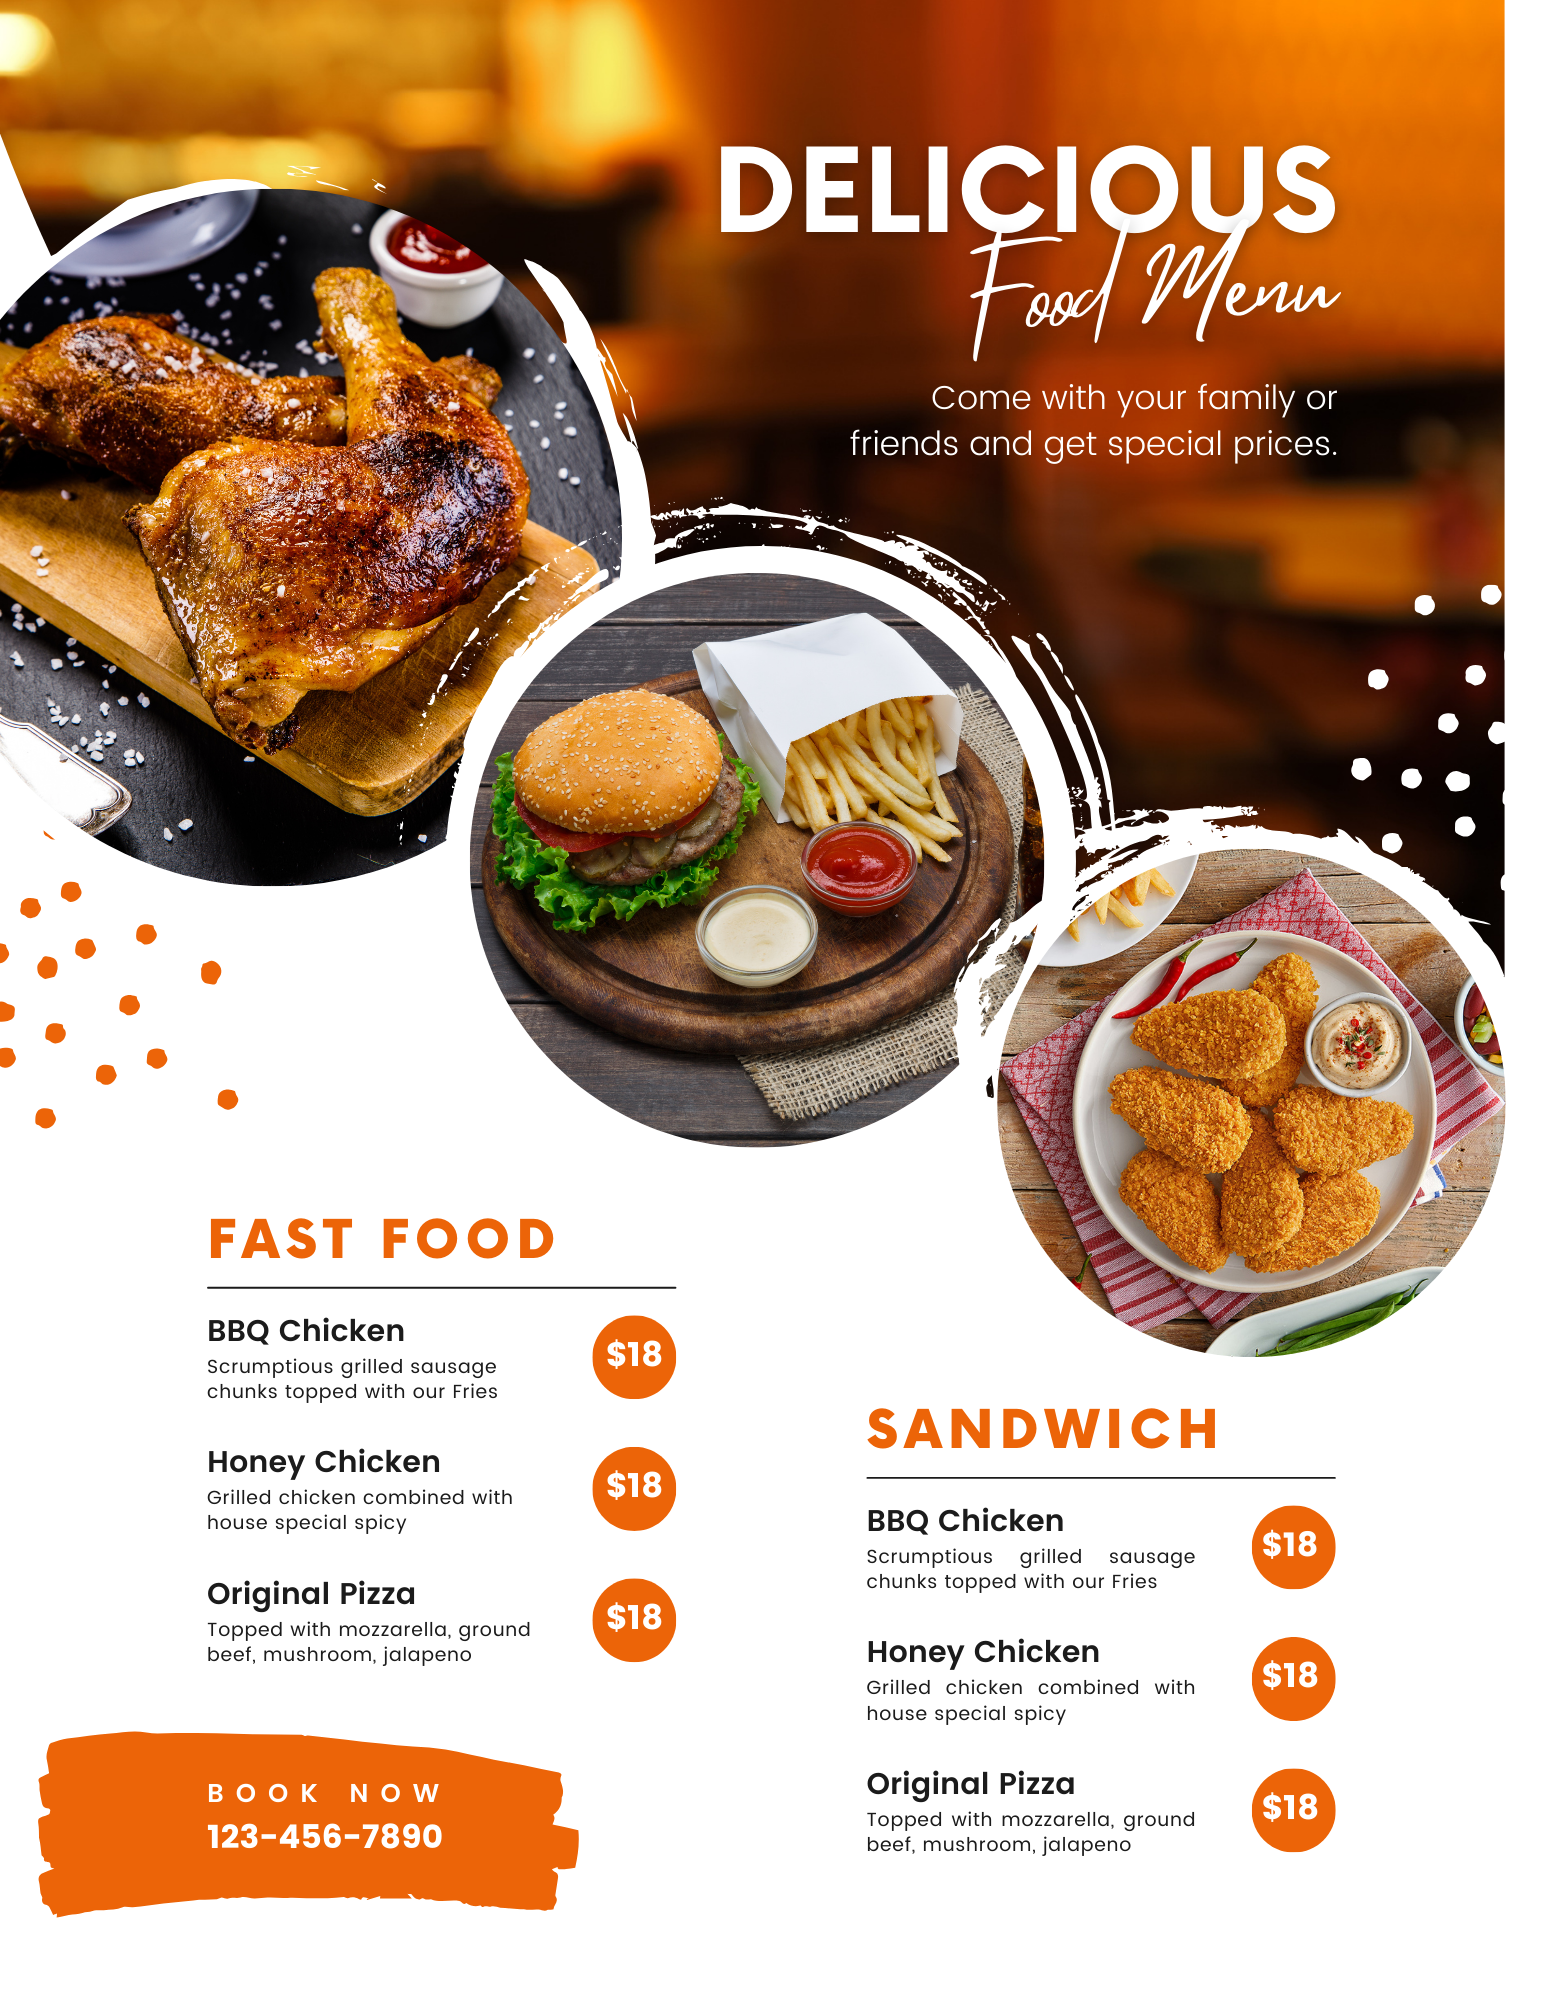 DELICIOUS
Food Menu
Come with your family or
friends and get special prices.
FAST FOOD
BBQ Chicken
$18
Scrumptious grilled sausage
chunks topped with our Fries
Honey Chicken
$18
Grilled chicken combined with
house special spicy
Original Pizza
$18
Topped with mozzarella, ground
beef, mushroom, jalapeno
BOOK NOW
123-456-7890
SANDWICH
BBQ Chicken
$18
Scrumptious grilled sausage
chunks topped with our Fries
Honey Chicken
$18
Grilled chicken combined with
house special spicy
Original Pizza
$18
Topped with mozzarella, ground
beef, mushroom, jalapeno